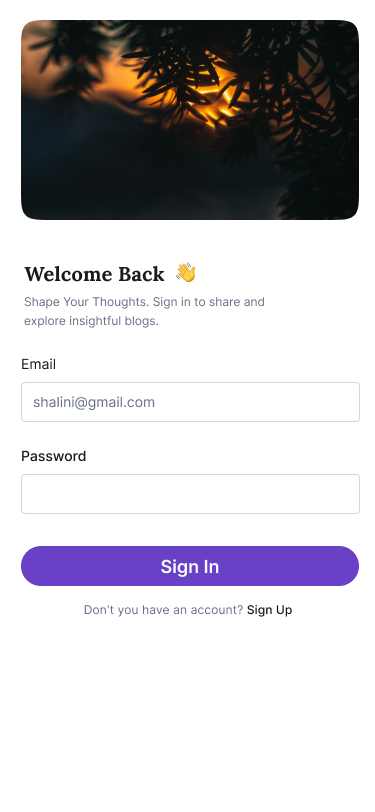 Welcome Back 👋
Shape Your Thoughts. Sign in to share and
explore insightful blogs.
Email
shalini@gmail.com
Password
Sign In
Don't you have an account? Sign Up